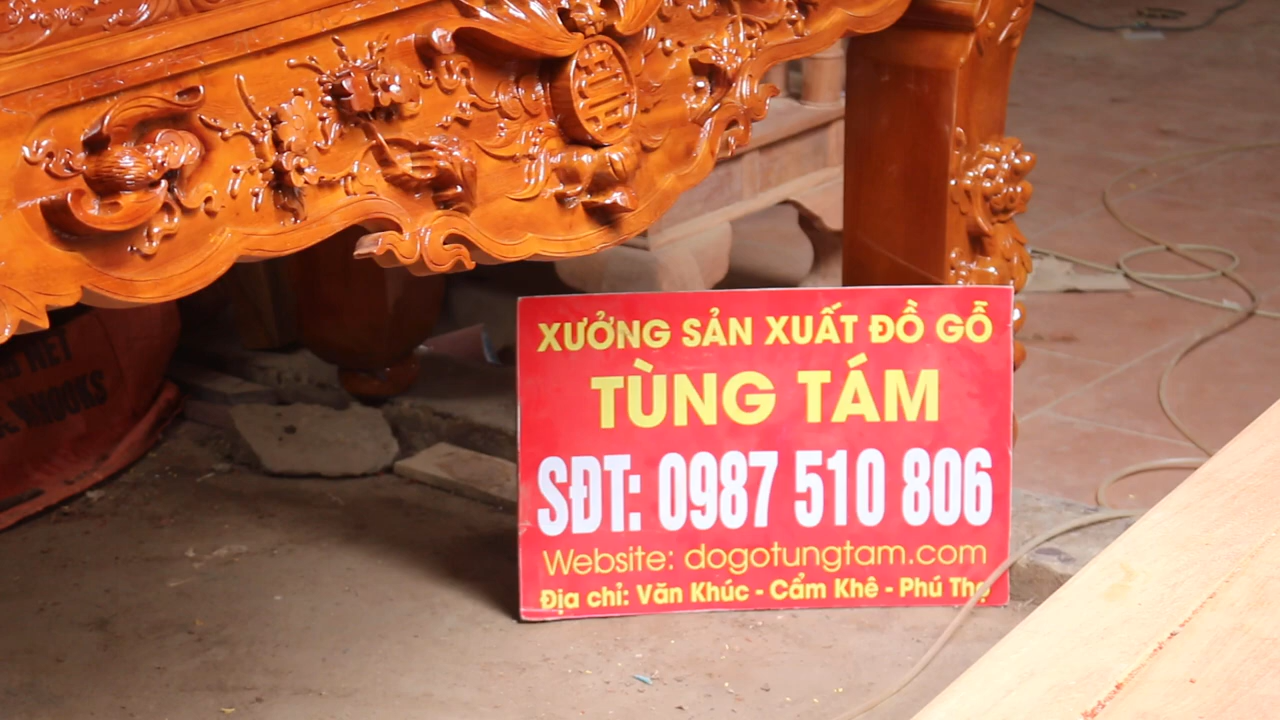 XƯỞNG SẢN XUẤT ĐỒ GỖ
TÙNG TÁM
SĐT: 0987 510 806
Website: dogotungtam.com
Địa chỉ: Văn Khúc - Cẩm Khê - Phú Thọ
HOOKS